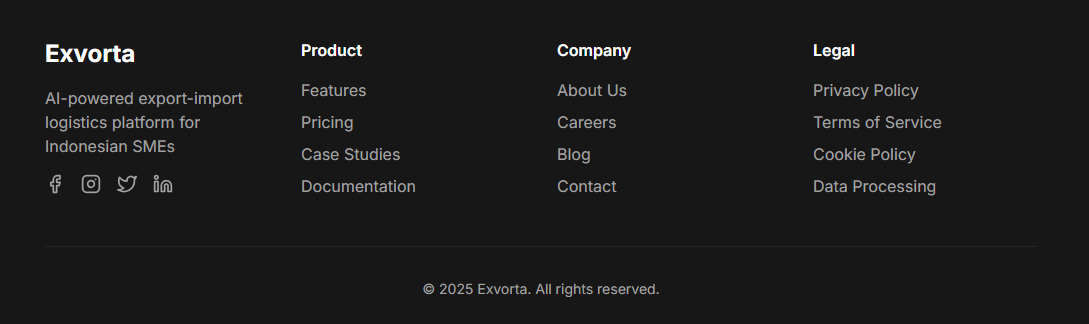 Exvorta
AI-powered export-import
logistics platform for
Indonesian SMEs
Product
Features
Pricing
Case Studies
Documentation
Company
About Us
Careers
Blog
Contact
Legal
Privacy Policy
Terms of Service
Cookie Policy
Data Processing
© 2025 Exvorta. All rights reserved.